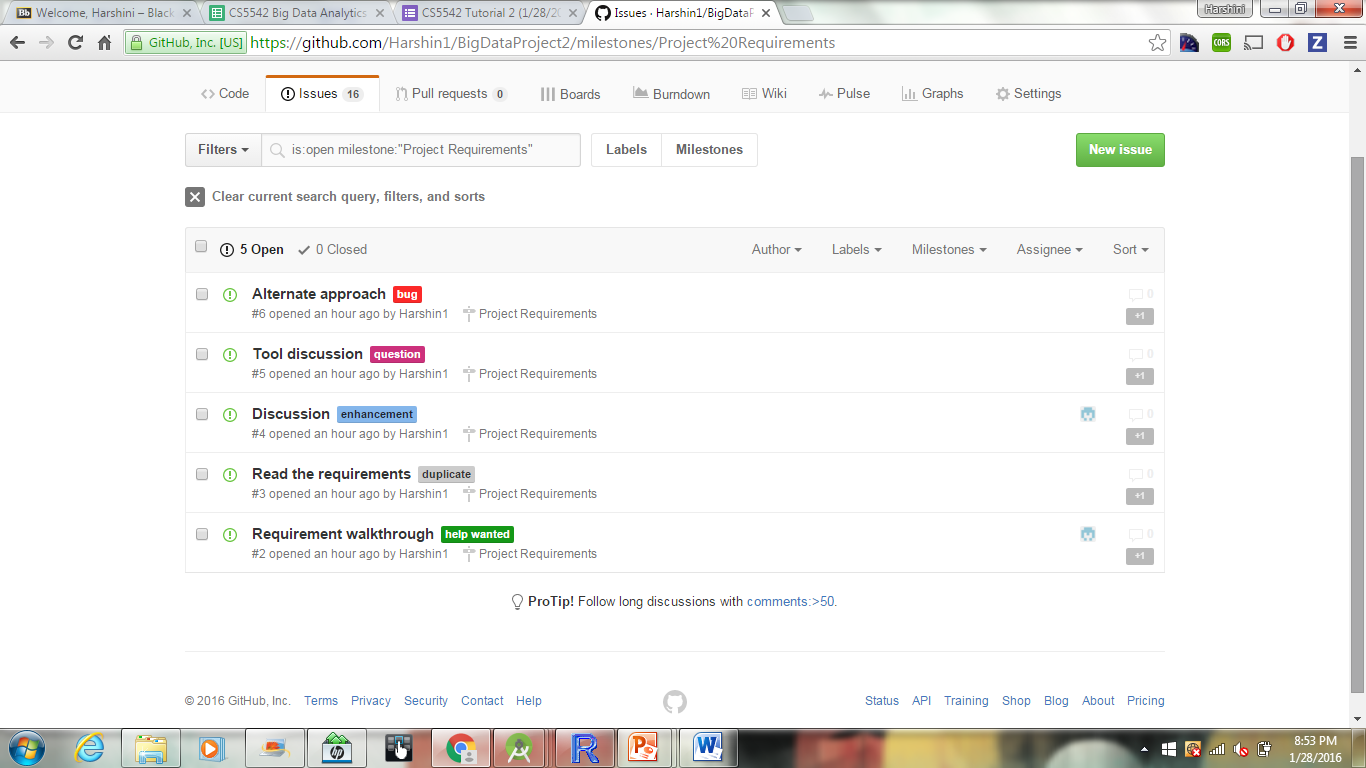 Welcome, Harshini – Black
CS5542 Big Data Analytics
CS5542 Tutorial 2 (1/28/20
Issues · Harshin1/BigDataP
Harshini
GitHub, Inc. [US] https://github.com/Harshin1/BigDataProject2/milestones/Project%20Requirements
Code Issues 16 Pull requests 0 Boards Burndown Wiki Pulse Graphs Settings
Filters is:open milestone:"Project Requirements" Labels Milestones New issue
Clear current search query, filters, and sorts
5 Open 0 Closed Author Labels Milestones Assignee Sort
Alternate approach bug 0
#6 opened an hour ago by Harshin1 Project Requirements +1
Tool discussion question 0
#5 opened an hour ago by Harshin1 Project Requirements +1
Discussion enhancement 0
#4 opened an hour ago by Harshin1 Project Requirements +1
Read the requirements duplicate 0
#3 opened an hour ago by Harshin1 Project Requirements +1
Requirement walkthrough help wanted 0
#2 opened an hour ago by Harshin1 Project Requirements +1
ProTip! Follow long discussions with comments:>50.
© 2016 GitHub, Inc. Terms Privacy Security Contact Help Status API Training Shop Blog About Pricing
8:53 PM
1/28/2016